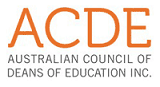 ACDE
AUSTRALIAN COUNCIL OF
DEANS OF EDUCATION INC.